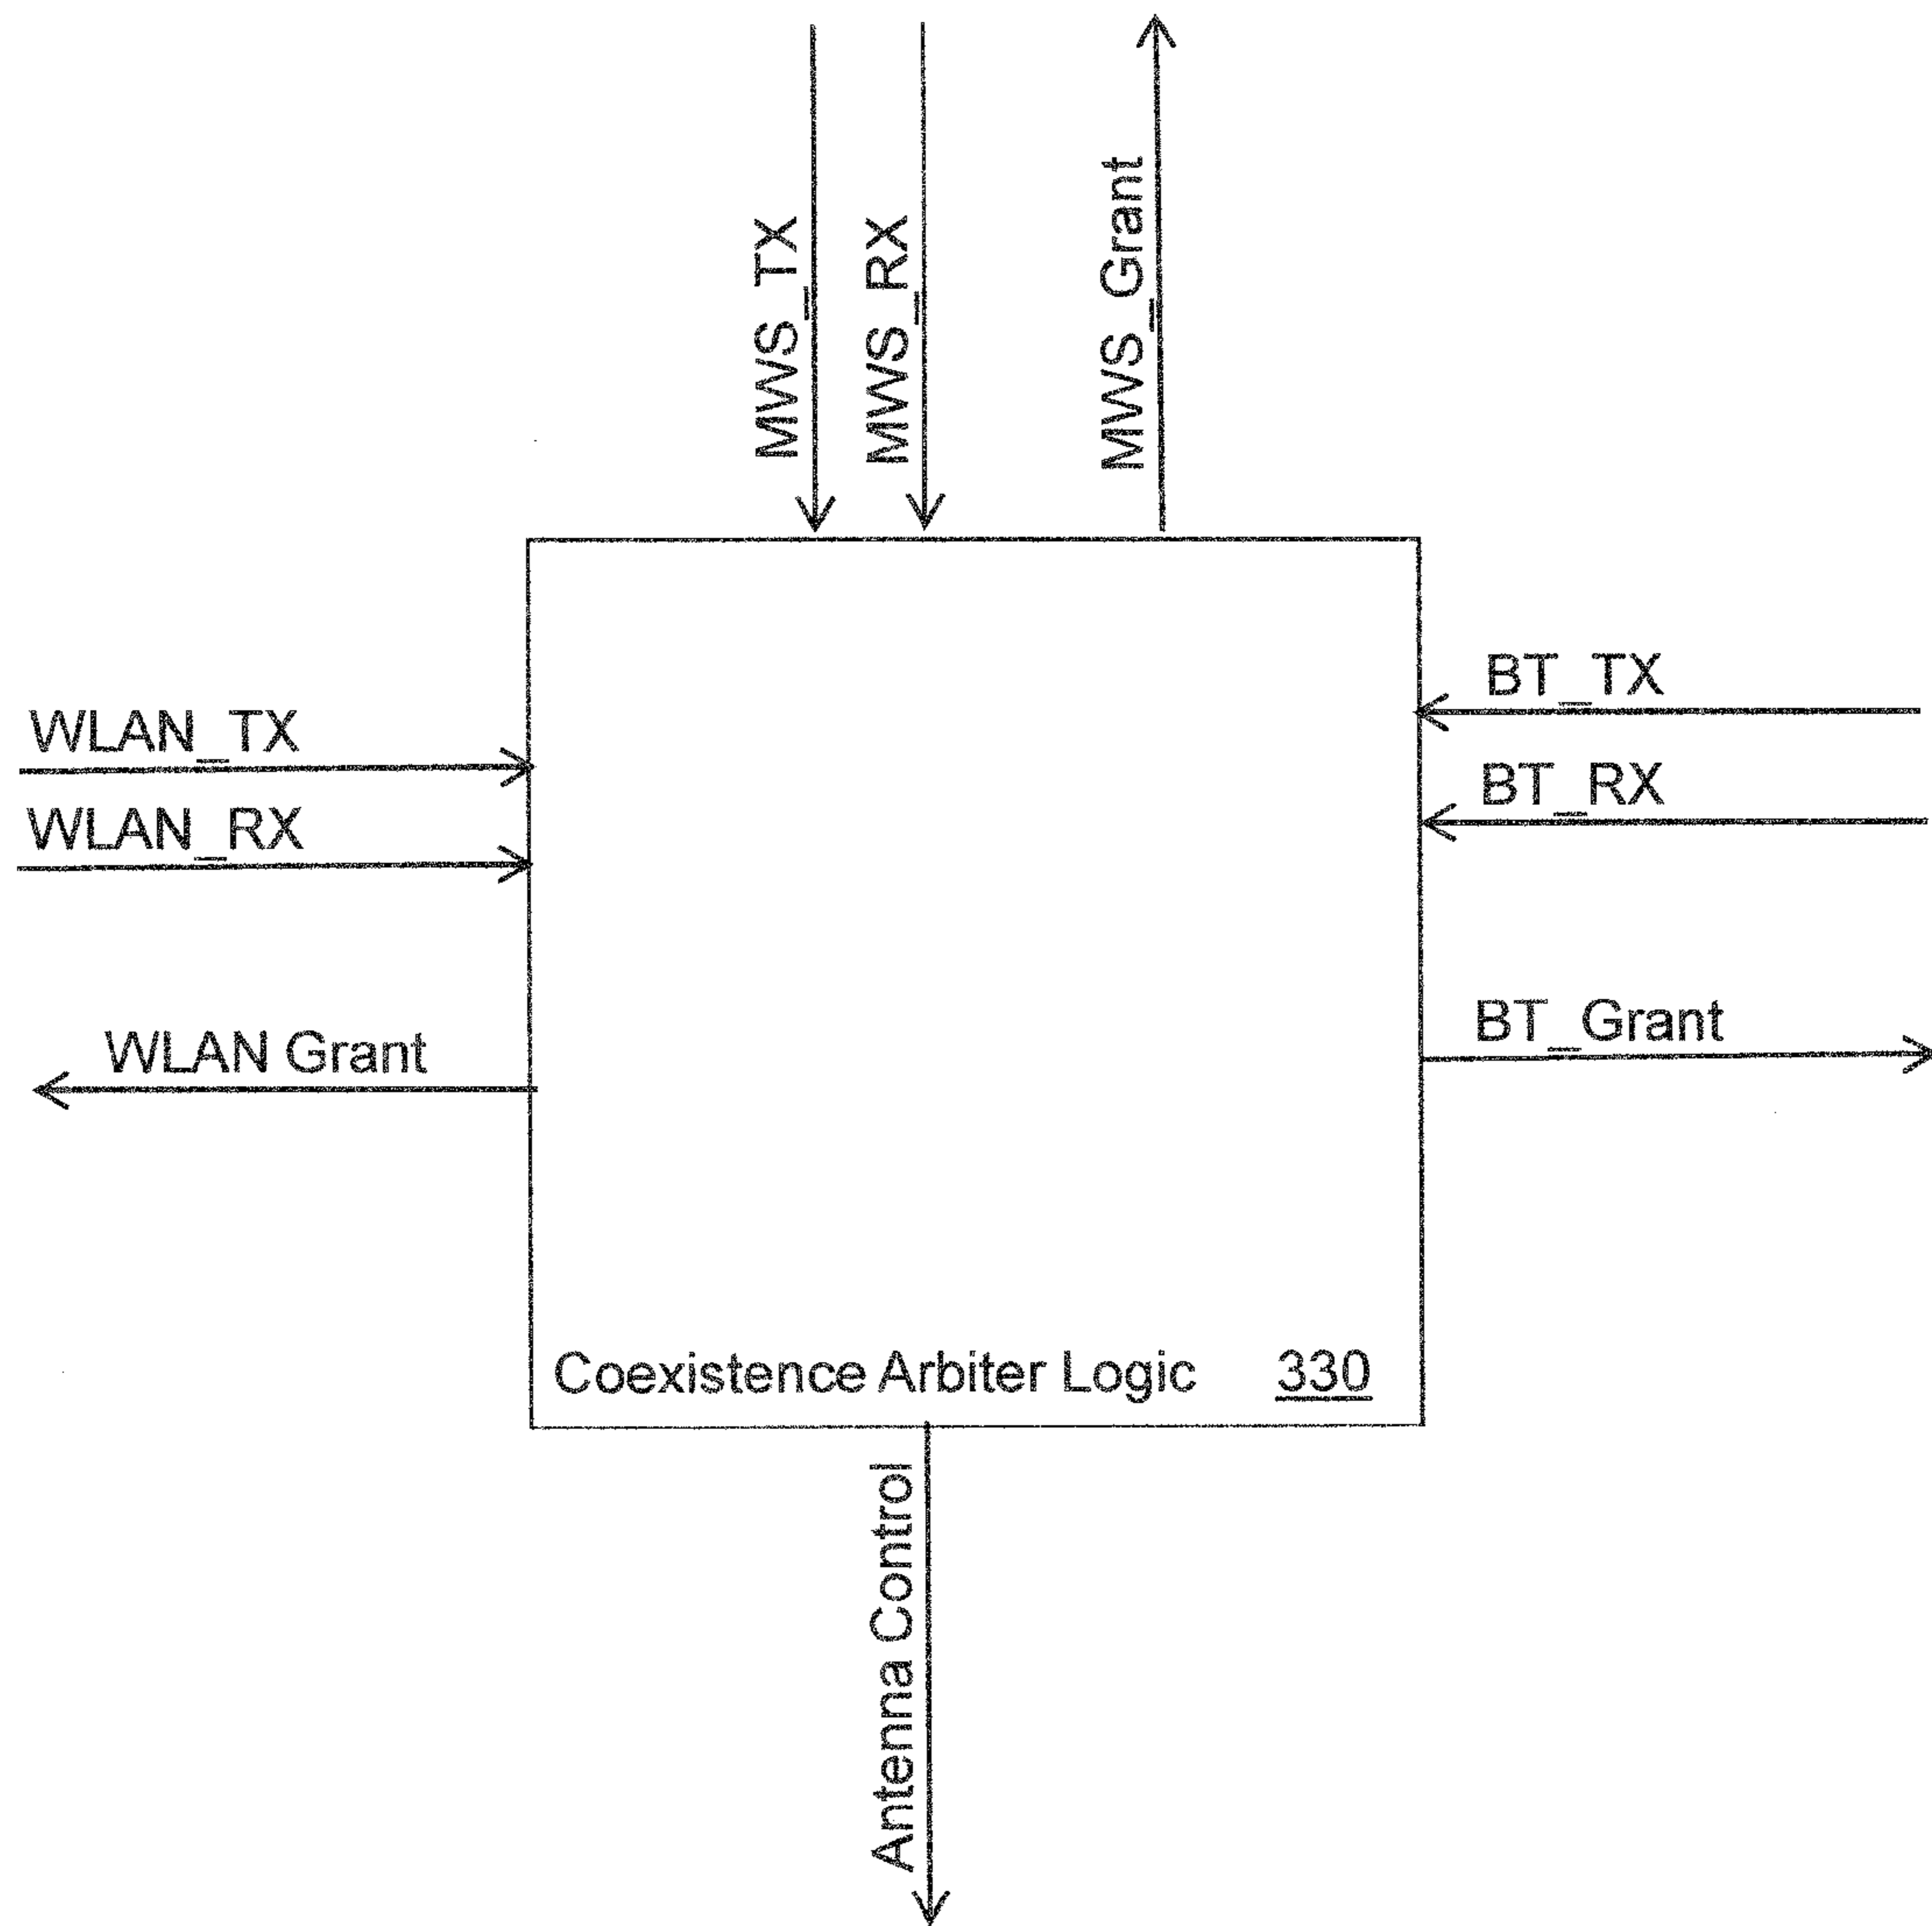 MWS_TX
MWS_RX
MWS_Grant
BT_TX
WLAN_TX
BT_RX
WLAN_RX
BT_Grant
WLAN Grant
Coexistence Arbiter Logic 330
Antenna Control